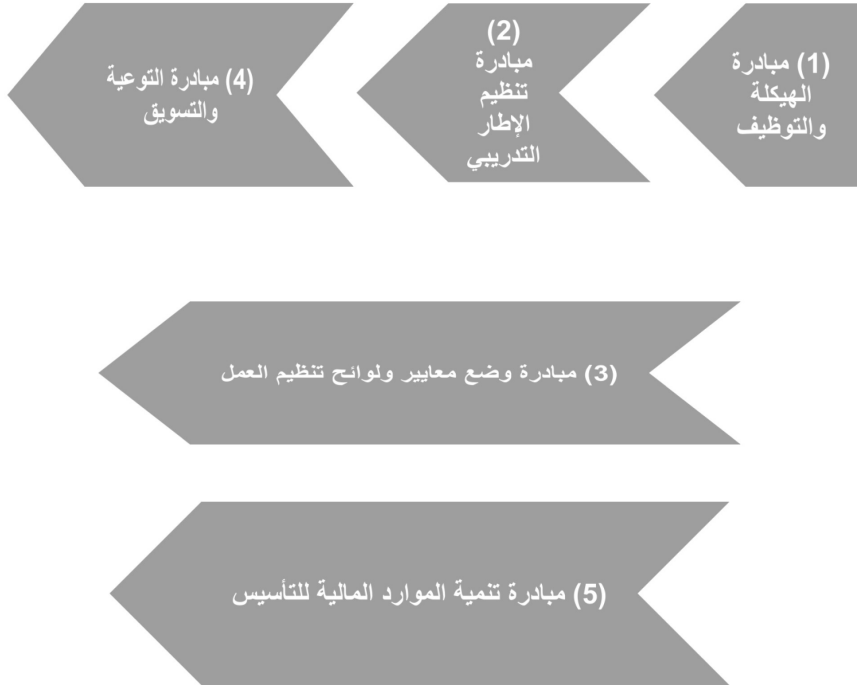 (1) مبادرة
الهيكلة
والتوظيف
(2)
مبادرة
تنظيم
الإطار
التدريبي
(4) مبادرة التوعية
والتسويق
(3) مبادرة وضع معايير ولوائح تنظيم العمل
(5) مبادرة تنمية الموارد المالية للتأسيس